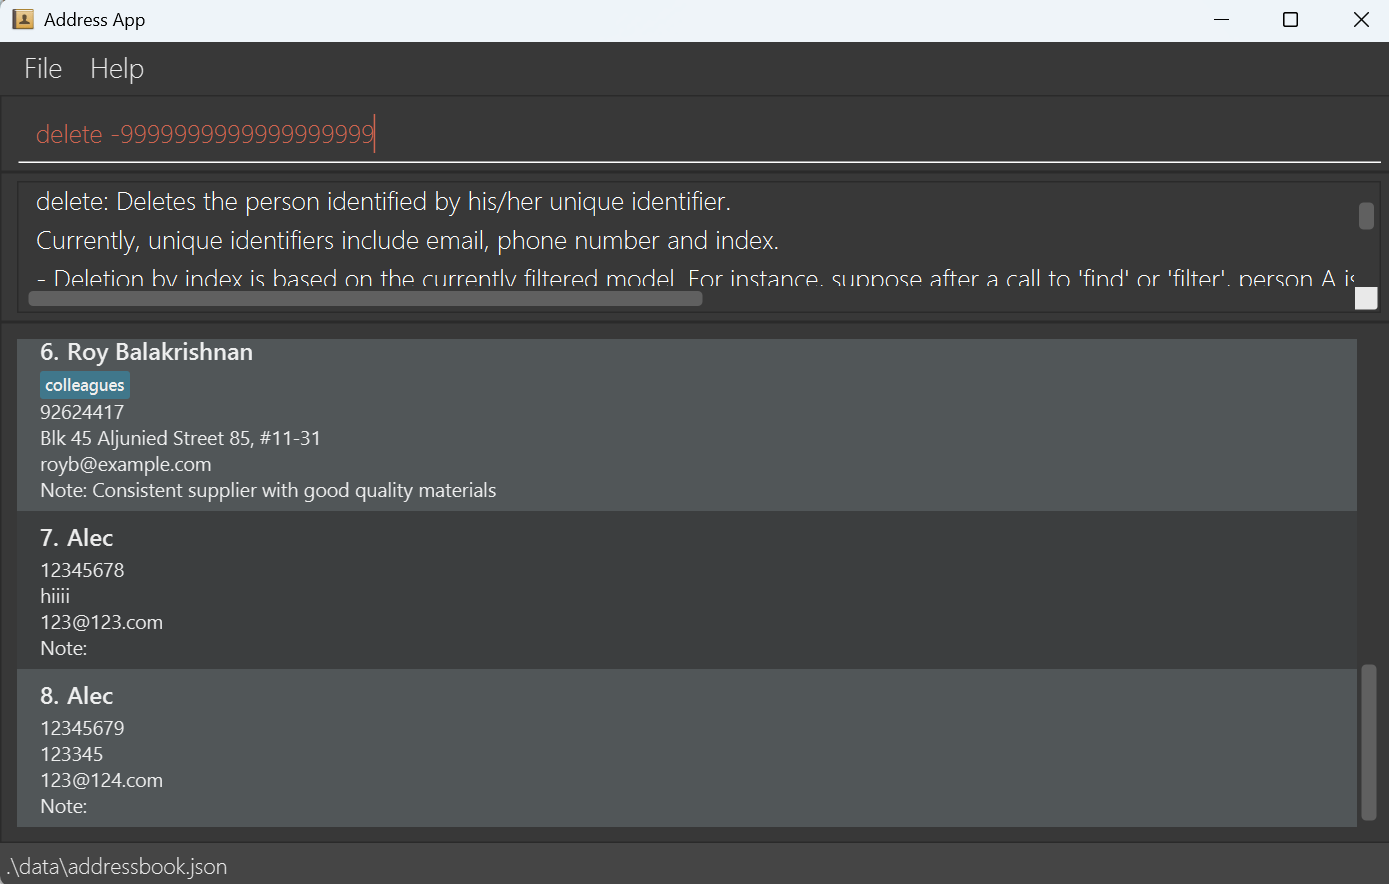 Address App
File Help
delete -9999999999999999999
delete: Deletes the person identified by his/her unique identifier.
Currently, unique identifiers include email, phone number and index.
- Deletion by index is based on the currently filtered model. For instance, suppose after a call to 'find' or 'filter', person A is
6. Roy Balakrishnan
colleagues
92624417
Blk 45 Aljunied Street 85, #11-31
royb@example.com
Note: Consistent supplier with good quality materials
7. Alec
12345678
hiiii
123@123.com
Note:
8. Alec
12345679
123345
123@124.com
Note:
.\data\addressbook.json